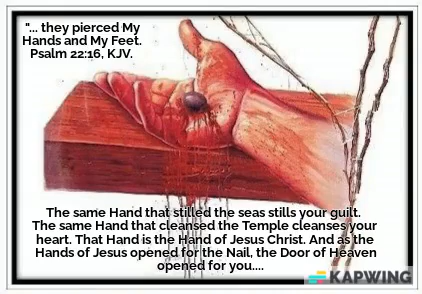 "... they pierced My
Hands and My Feet.
Psalm 22:16, KJV.
The same Hand that stilled the seas stills your guilt.
The same Hand that cleansed the Temple cleanses your
heart. That Hand is the Hand of Jesus Christ. And as the
Hands of Jesus opened for the Nail, the Door of Heaven
opened for you....
KAPWING